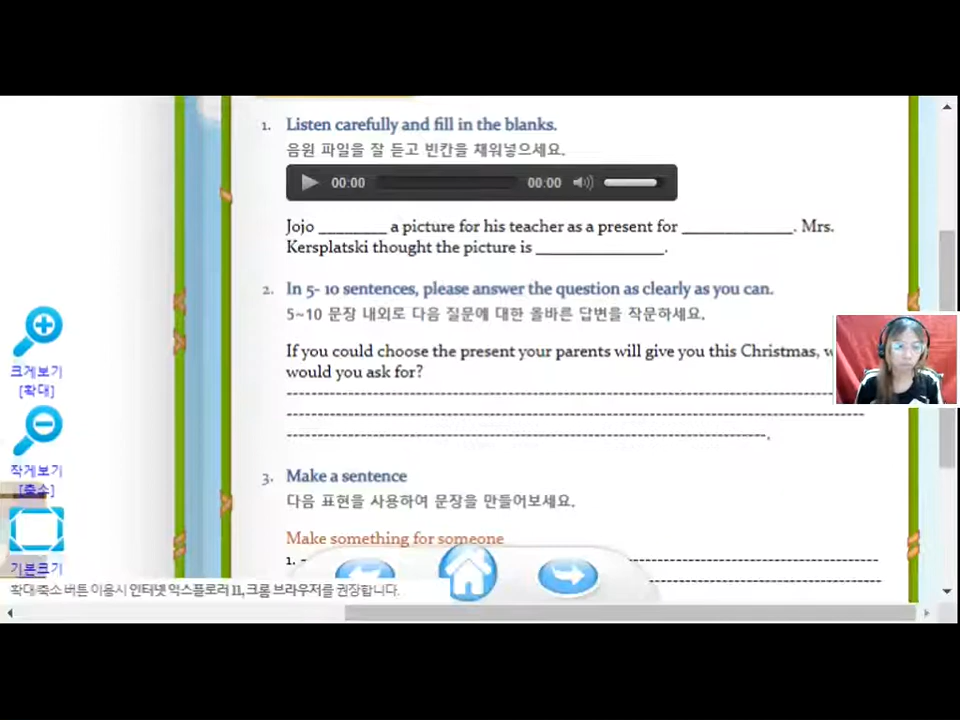 1. Listen carefully and fill in the blanks.
음원 파일을 잘 듣고 빈칸을 채워넣으세요.
00:00 00:00
Jojo ________ a picture for his teacher as a present for _____________. Mrs.
Kersplatski thought the picture is _______________.
2. In 5- 10 sentences, please answer the question as clearly as you can.
5~10 문장 내외로 다음 질문에 대한 올바른 답변을 작문하세요.
If you could choose the present your parents will give you this Christmas,
would you ask for?
3. Make a sentence
다음 표현을 사용하여 문장을 만들어보세요.
Make something for someone
1.
크게보기
[확대]
작게보기
[축소]
기본크기
확대/축소 버튼 이용시 인터넷 익스플로러 11, 크롬 브라우저를 권장합니다.